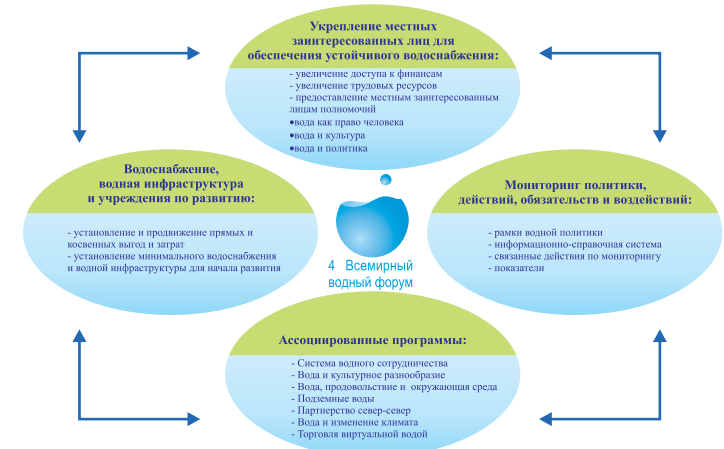 Укрепление местных
заинтересованных лиц для
обеспечения устойчивого водоснабжения:
- увеличение доступа к финансам
- увеличение трудовых ресурсов
- предоставление местным заинтересованным
лицам полномочий
•вода как право человека
•вода и культура
•вода и политика
Водоснабжение,
водная инфраструктура
и учреждения по развитию:
- установление и продвижение прямых и
косвенных выгод и затрат
- установление минимального водоснабжения
и водной инфраструктуры для начала развития
4 Всемирный
водный форум
Мониторинг политики,
действий, обязательств и воздействий:
- рамки водной политики
- информационно-справочная система
- связанные действия по мониторингу
- показатели
Ассоциированные программы:
- Система водного сотрудничества
- Вода и культурное разнообразие
- Вода, продовольствие и окружающая среда
- Подземные воды
- Партнерство север-север
- Вода и изменение климата
- Торговля виртуальной водой